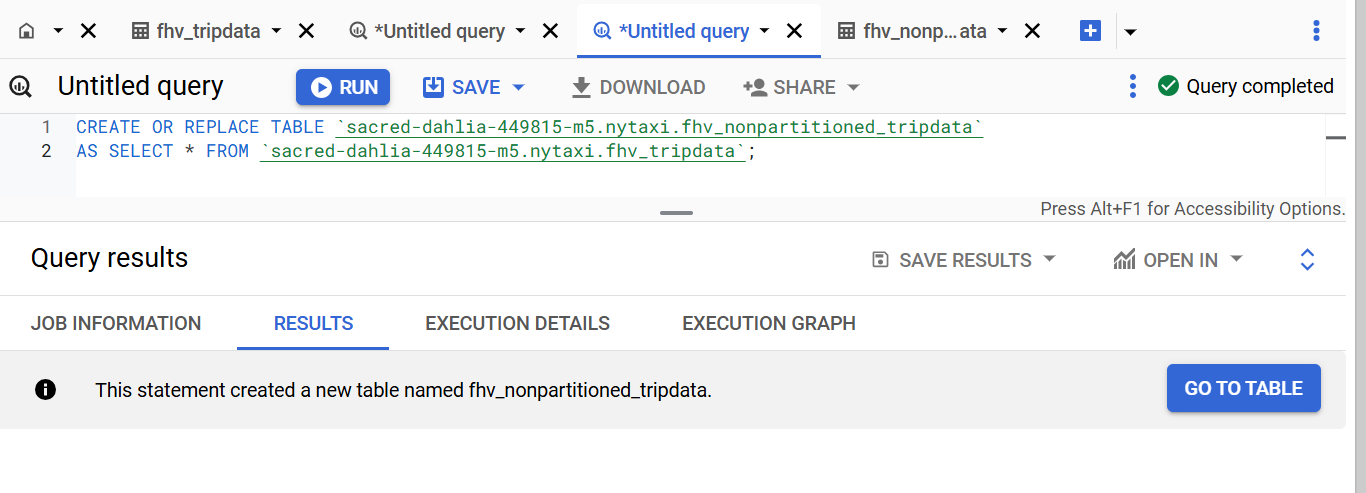 fhv_tripdata *Untitled query *Untitled query fhv_nonp...ata
Untitled query RUN SAVE DOWNLOAD SHARE Query completed
1 CREATE OR REPLACE TABLE `sacred-dahlia-449815-m5.nytaxi.fhv_nonpartitioned_tripdata`
2 AS SELECT * FROM `sacred-dahlia-449815-m5.nytaxi.fhv_tripdata`;
Press Alt+F1 for Accessibility Options.
Query results SAVE RESULTS OPEN IN
JOB INFORMATION RESULTS EXECUTION DETAILS EXECUTION GRAPH
This statement created a new table named fhv_nonpartitioned_tripdata. GO TO TABLE